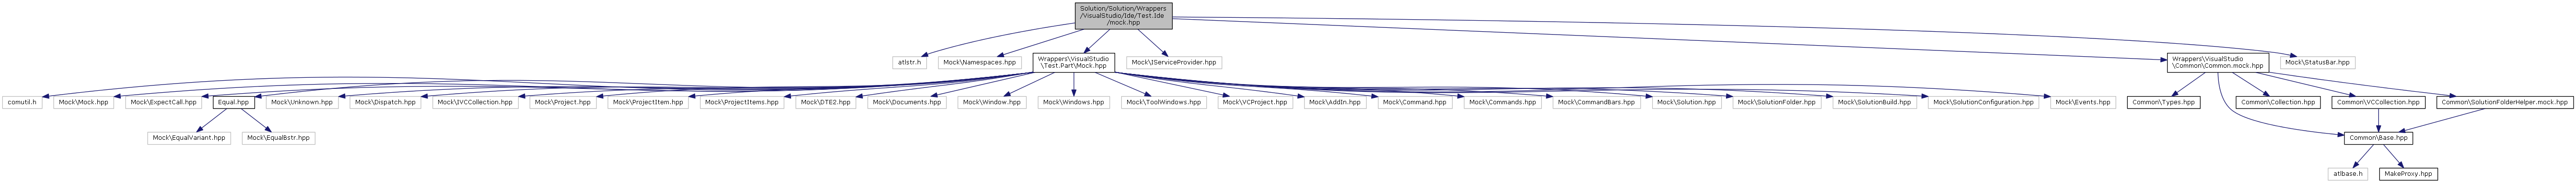 Solution/Solution/Wrappers
/VisualStudio/Ide/Test.Ide
/mock.hpp
atlstr.h
Mock\Namespaces.hpp
Wrappers\VisualStudio
\Test.Part\Mock.hpp
Mock\IServiceProvider.hpp
Wrappers\VisualStudio
\Common\Common.mock.hpp
Mock\StatusBar.hpp
comutil.h
Mock\Mock.hpp
Mock\ExpectCall.hpp
Equal.hpp
Mock\Unknown.hpp
Mock\Dispatch.hpp
Mock\IVCCollection.hpp
Mock\Project.hpp
Mock\ProjectItem.hpp
Mock\ProjectItems.hpp
Mock\DTE2.hpp
Mock\Documents.hpp
Mock\Window.hpp
Mock\Windows.hpp
Mock\ToolWindows.hpp
Mock\VCProject.hpp
Mock\AddIn.hpp
Mock\Command.hpp
Mock\Commands.hpp
Mock\CommandBars.hpp
Mock\Solution.hpp
Mock\SolutionFolder.hpp
Mock\SolutionBuild.hpp
Mock\SolutionConfiguration.hpp
Mock\Events.hpp
Common\Types.hpp
Common\Collection.hpp
Common\VCCollection.hpp
Common\SolutionFolderHelper.mock.hpp
Mock\EqualVariant.hpp
Mock\EqualBstr.hpp
Common\Base.hpp
atlbase.h
MakeProxy.hpp